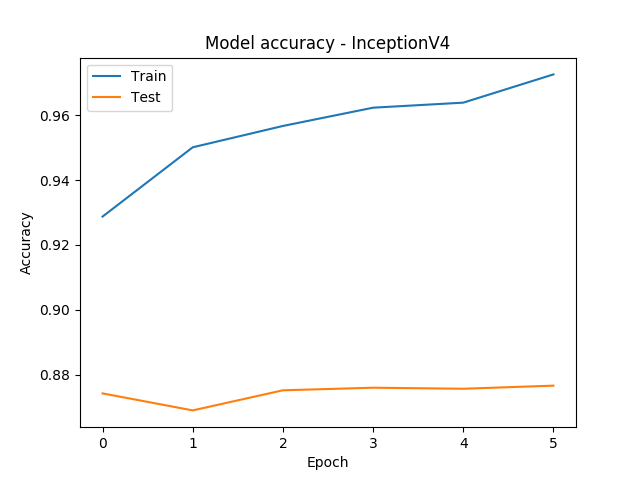 Model accuracy - InceptionV4
Train
Test
0.96
0.94
0.92
0.90
0.88
Accuracy
0 1 2 3 4 5
Epoch